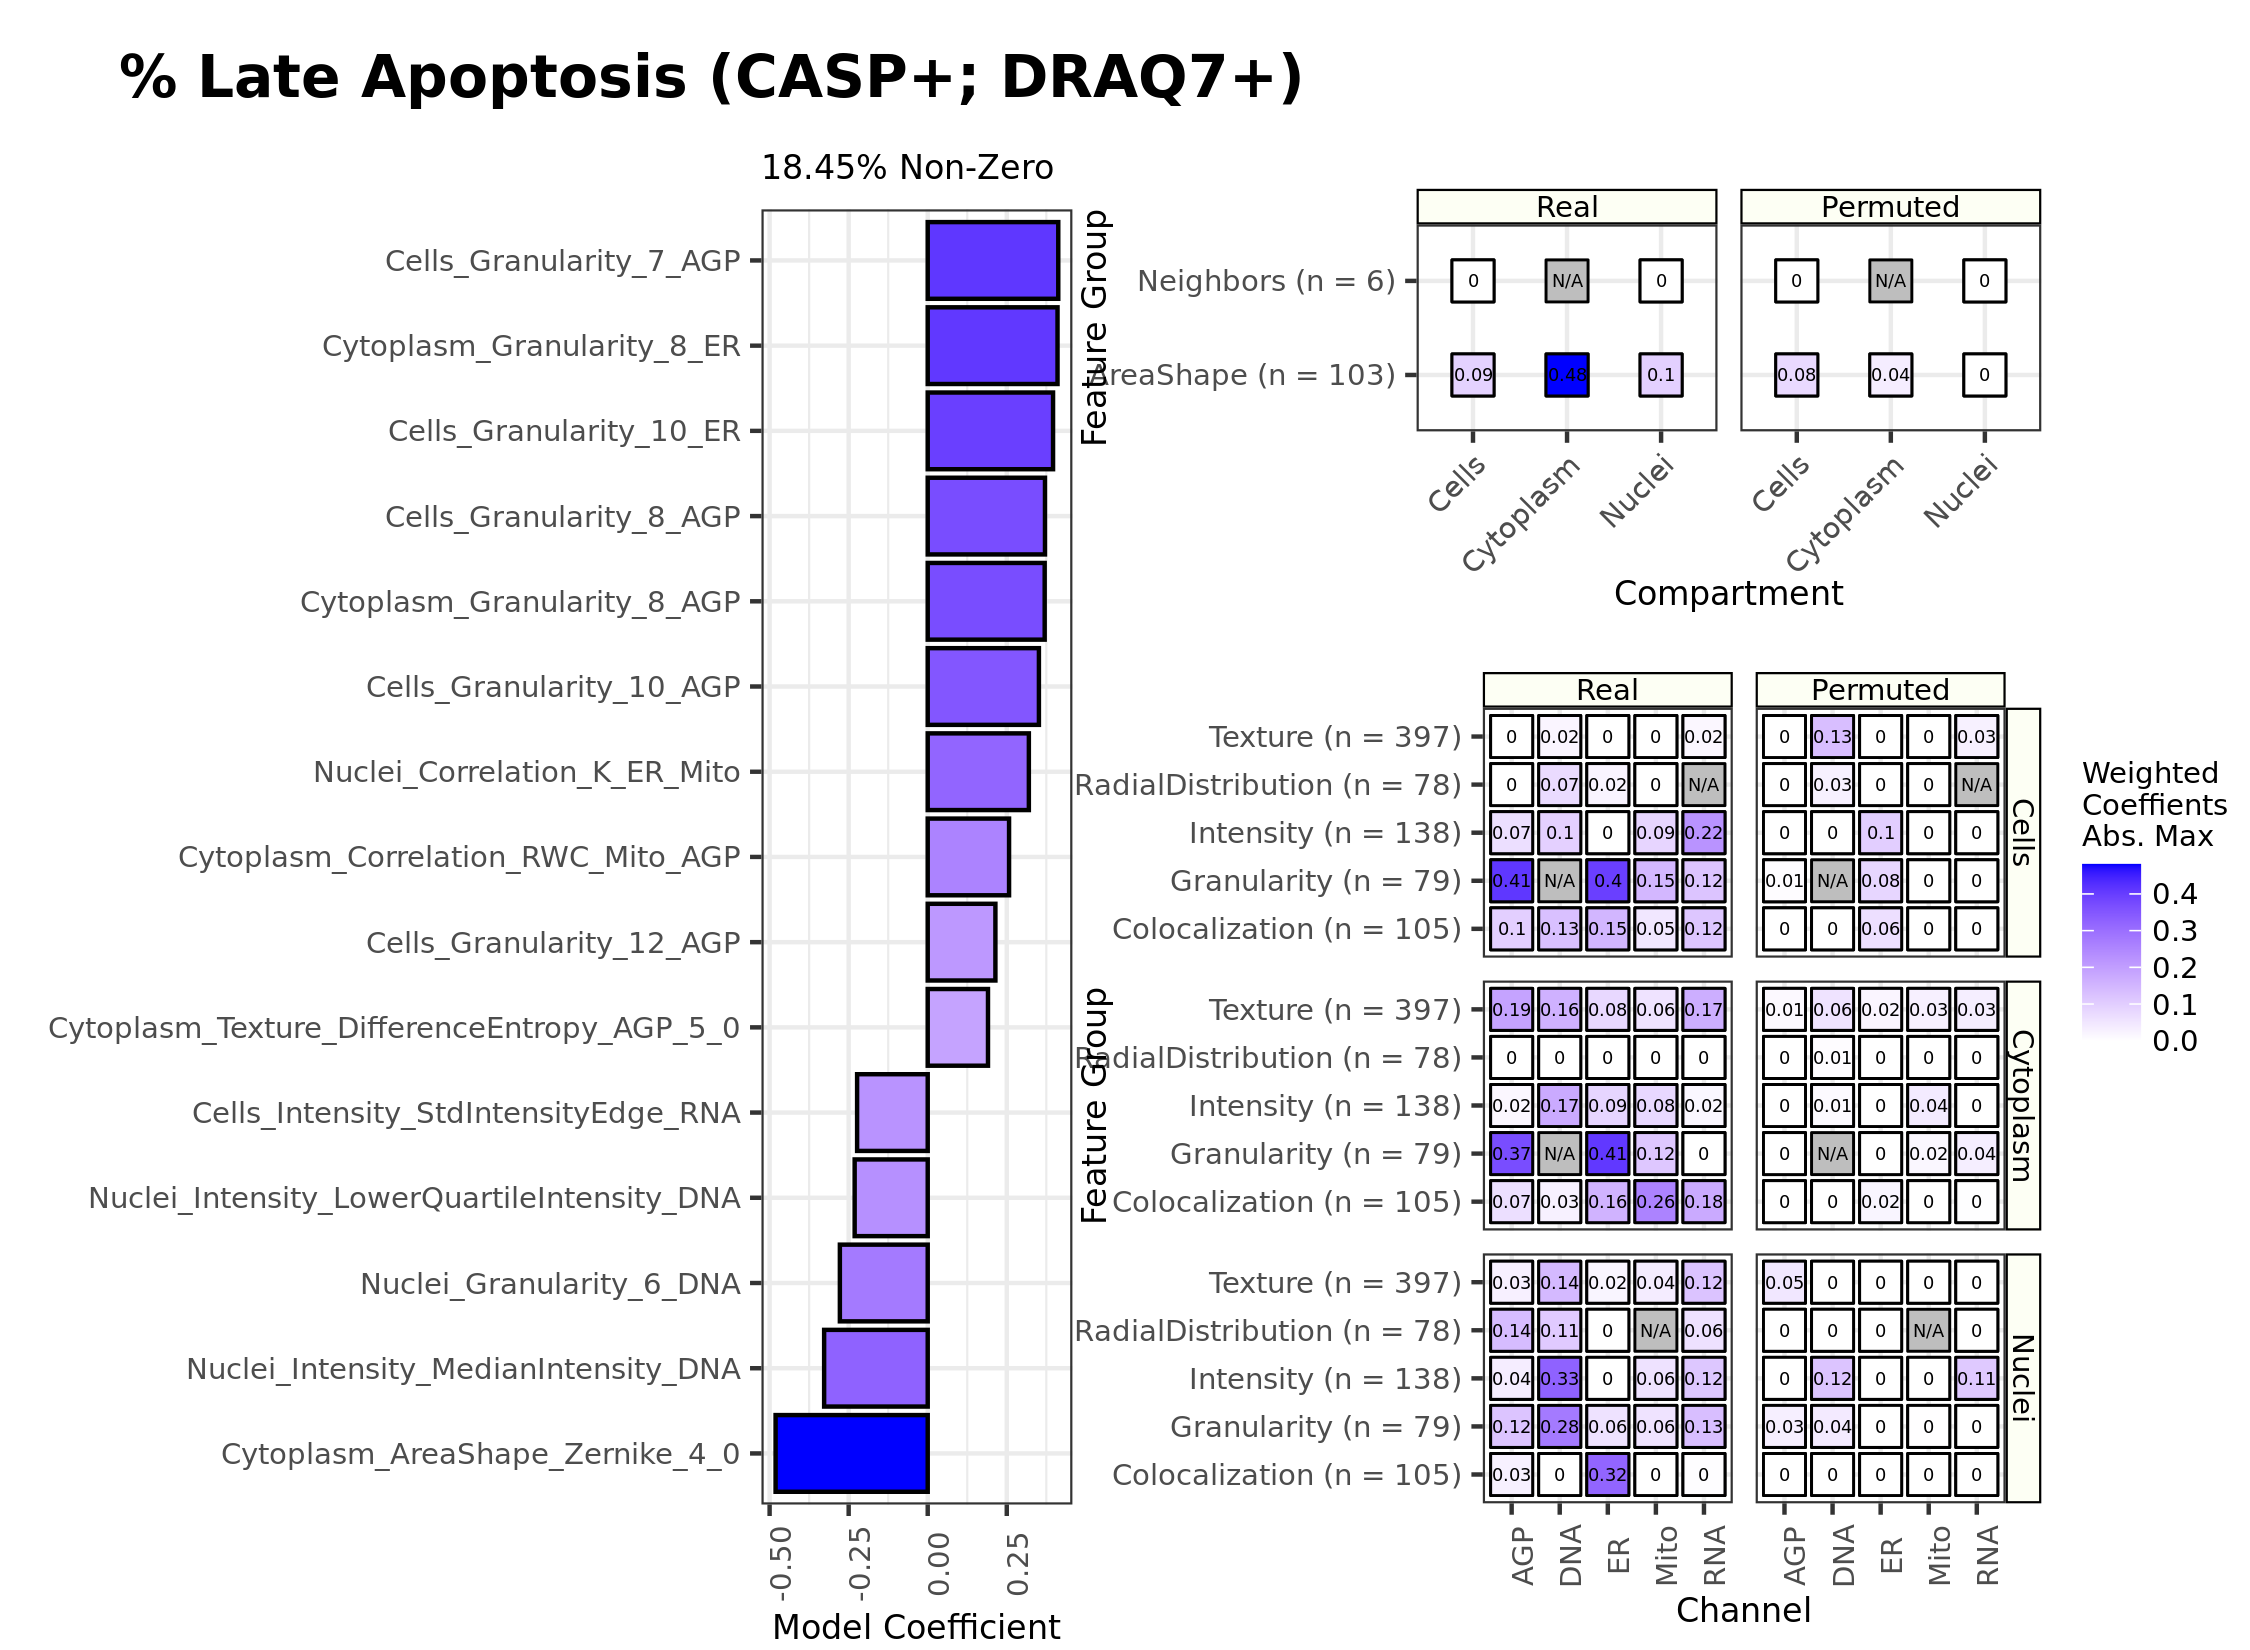 % Late Apoptosis (CASP+; DRAQ7+)
18.45% Non-Zero
Cells_Granularity_7_AGP
Cytoplasm_Granularity_8_ER
Cells_Granularity_10_ER
Cells_Granularity_8_AGP
Cytoplasm_Granularity_8_AGP
Cells_Granularity_10_AGP
Nuclei_Correlation_K_ER_Mito
Cytoplasm_Correlation_RWC_Mito_AGP
Cells_Granularity_12_AGP
Cytoplasm_Texture_DifferenceEntropy_AGP_5_0
Cells_Intensity_StdIntensityEdge_RNA
Nuclei_Intensity_LowerQuartileIntensity_DNA
Nuclei_Granularity_6_DNA
Nuclei_Intensity_MedianIntensity_DNA
Cytoplasm_AreaShape_Zernike_4_0
-0.50 -0.25 0.00 0.25
Model Coefficient
Feature Group
Real Permuted
Neighbors (n = 6) 0 N/A 0 0 N/A 0
AreaShape (n = 103) 0.09 0.48 0.1 0.08 0.04 0
Cells Cytoplasm Nuclei Cells Cytoplasm Nuclei
Compartment
Feature Group
Real Permuted
Texture (n = 397) 0 0.02 0 0 0.02 0 0.13 0 0 0.03
RadialDistribution (n = 78) 0 0.07 0.02 0 N/A 0 0.03 0 0 N/A
Intensity (n = 138) 0.07 0.1 0 0.09 0.22 0 0 0.1 0 0
Granularity (n = 79) 0.41 N/A 0.4 0.15 0.12 0.01 N/A 0.08 0 0
Colocalization (n = 105) 0.1 0.13 0.15 0.05 0.12 0 0 0.06 0 0
Cells
Texture (n = 397) 0.19 0.16 0.08 0.06 0.17 0.01 0.06 0.02 0.03 0.03
RadialDistribution (n = 78) 0 0 0 0 0 0 0.01 0 0 0
Intensity (n = 138) 0.02 0.17 0.09 0.08 0.02 0 0.01 0 0.04 0
Granularity (n = 79) 0.37 N/A 0.41 0.12 0 0 N/A 0 0.02 0.04
Colocalization (n = 105) 0.07 0.03 0.16 0.26 0.18 0 0 0.02 0 0
Cytoplasm
Texture (n = 397) 0.03 0.14 0.02 0.04 0.12 0.05 0 0 0 0
RadialDistribution (n = 78) 0.14 0.11 0 N/A 0.06 0 0 0 N/A 0
Intensity (n = 138) 0.04 0.33 0 0.06 0.12 0 0.12 0 0 0.11
Granularity (n = 79) 0.12 0.28 0.06 0.06 0.13 0.03 0.04 0 0 0
Colocalization (n = 105) 0.03 0 0.32 0 0 0 0 0 0 0
Nuclei
AGP DNA ER Mito RNA AGP DNA ER Mito RNA
Channel
Weighted
Coeffients
Abs. Max
0.4
0.3
0.2
0.1
0.0